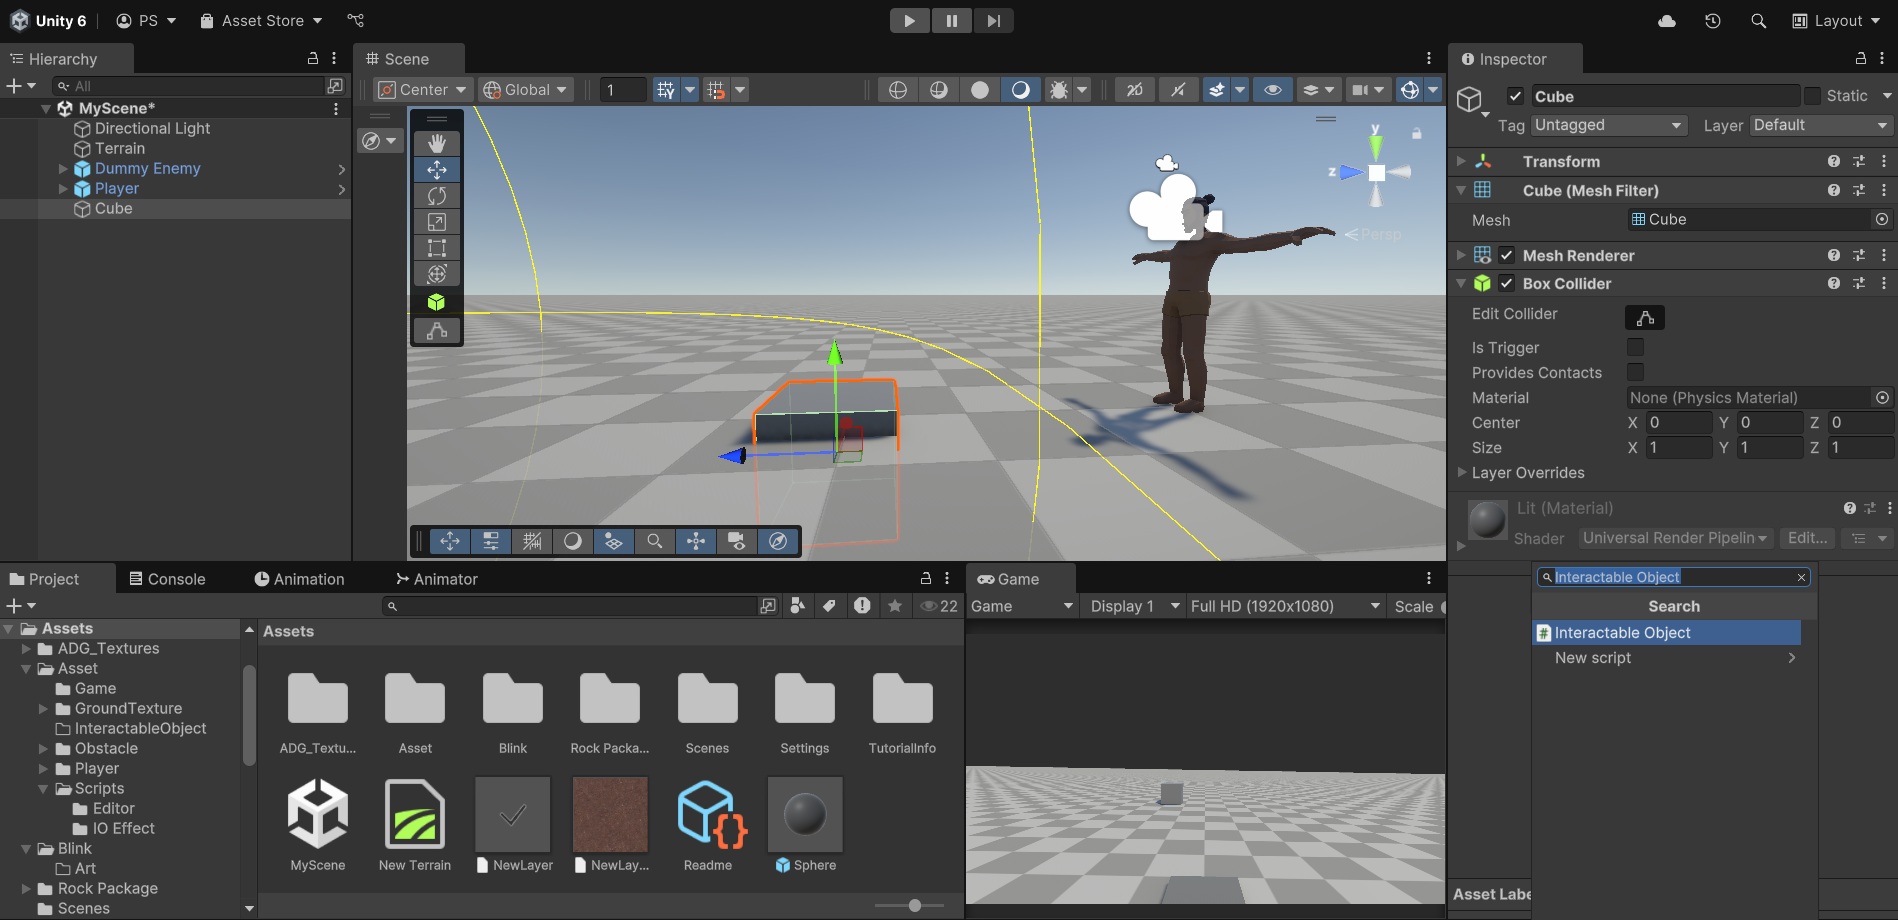 Unity 6
PS
Asset Store
Layout
Hierarchy
All
MyScene*
Directional Light
Terrain
Dummy Enemy
Player
Cube
Scene
Center
Global
1
2D
y
z
Persp
Inspector
Cube
Static
Tag
Untagged
Layer
Default
Transform
Cube (Mesh Filter)
Mesh
Cube
Mesh Renderer
Box Collider
Edit Collider
Is Trigger
Provides Contacts
Material
None (Physics Material)
Center
X 0 Y 0 Z 0
Size
X 1 Y 1 Z 1
Layer Overrides
Lit (Material)
Shader
Universal Render Pipelin
Edit...
Interactable Object
Search
Interactable Object
New script
Asset Labe
Project
Console
Animation
Animator
22
Assets
ADG_Textures
Asset
Game
GroundTexture
InteractableObject
Obstacle
Player
Scripts
Editor
IO Effect
Blink
Art
Rock Package
Scenes
Assets
ADG_Textu...
Asset
Blink
Rock Packa...
Scenes
Settings
TutorialInfo
MyScene
New Terrain
NewLayer
NewLay...
Readme
Sphere
Game
Game
Display 1
Full HD (1920x1080)
Scale